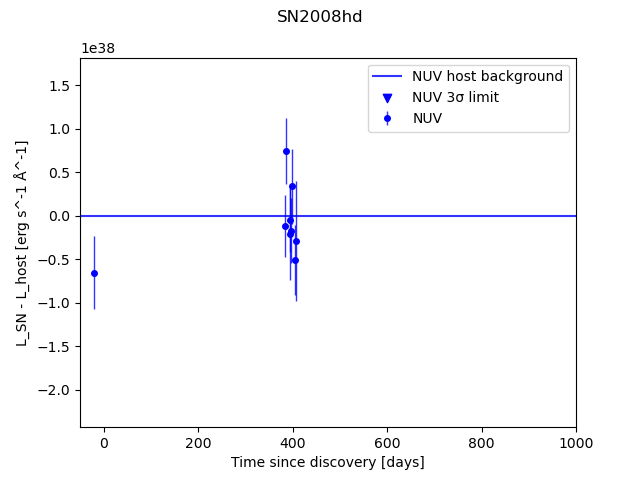 SN2008hd
1e38
NUV host background
NUV 3σ limit
NUV
1.5
1.0
0.5
0.0
−0.5
−1.0
−1.5
−2.0
L_SN - L_host [erg s^-1 Å^-1]
0 200 400 600 800 1000
Time since discovery [days]